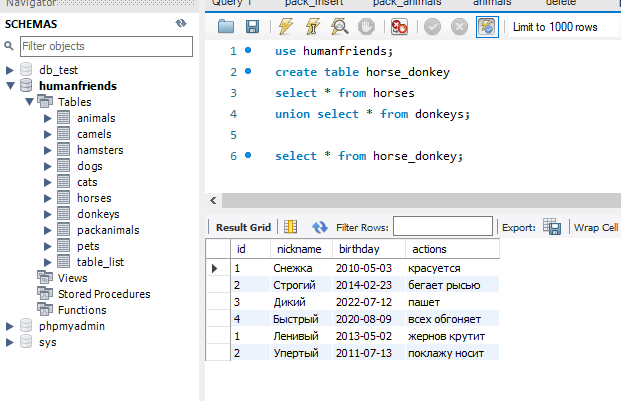 Navigator
SCHEMAS
Filter objects
db_test
humanfriends
Tables
animals
camels
hamsters
dogs
cats
horses
donkeys
packanimals
pets
table_list
Views
Stored Procedures
Functions
phpmyadmin
sys
Query 1 pack_insert pack_animals animals delete
Limit to 1000 rows
1 use humanfriends;
2 create table horse_donkey
3 select * from horses
4 union select * from donkeys;
5
6 select * from horse_donkey;
Result Grid Filter Rows: Export: Wrap Cell
id nickname birthday actions
1 Снежка 2010-05-03 красуется
2 Строгий 2014-02-23 бегает рысью
3 Дикий 2022-07-12 пашет
4 Быстрый 2020-08-09 всех обгоняет
1 Ленивый 2013-05-02 жернов крутит
2 Упертый 2011-07-13 поклажу носит